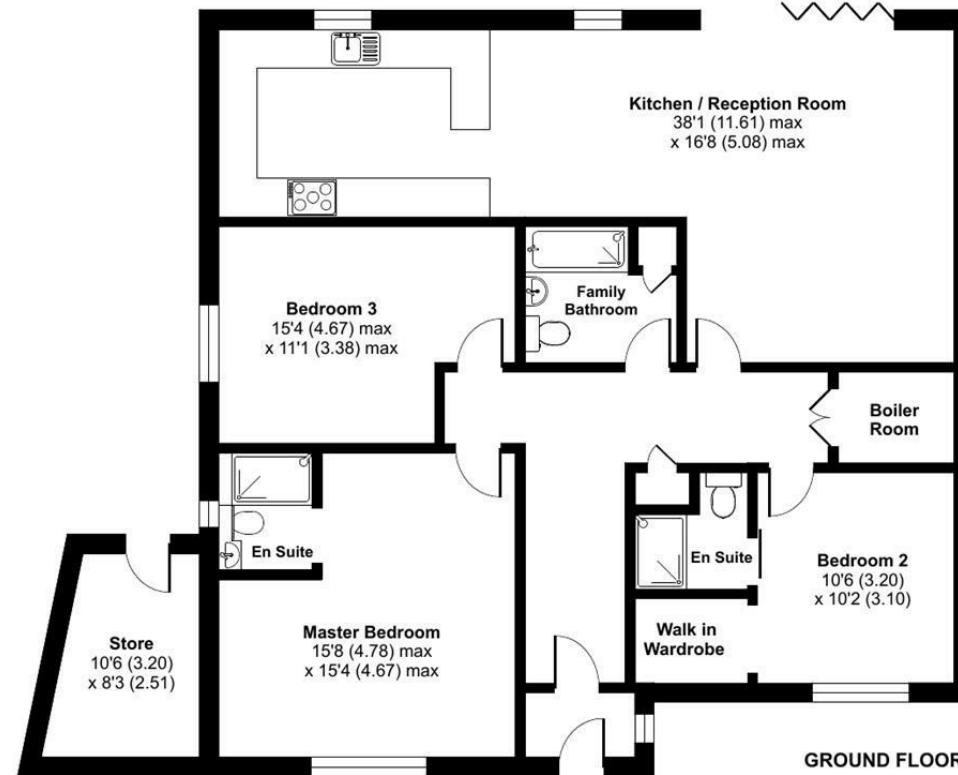 Kitchen / Reception Room
38'1 (11.61) max
x 16'8 (5.08) max
Bedroom 3
15'4 (4.67) max
x 11'1 (3.38) max
Family
Bathroom
Boiler
Room
En Suite
En Suite
Bedroom 2
10'6 (3.20)
x 10'2 (3.10)
Store
10'6 (3.20)
x 8'3 (2.51)
Master Bedroom
15'8 (4.78) max
x 15'4 (4.67) max
Walk in
Wardrobe
GROUND FLOOR